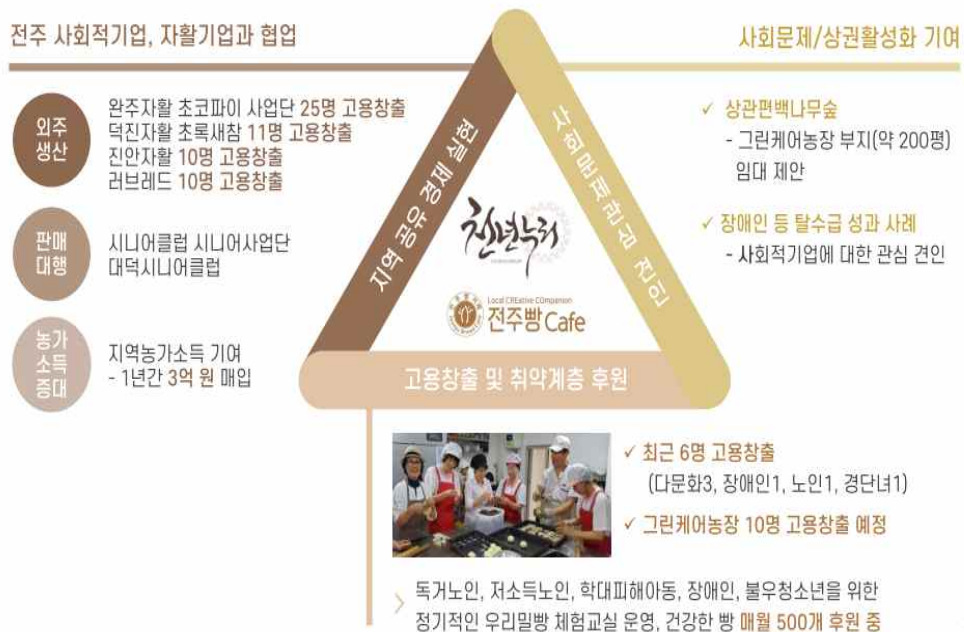 전주 사회적기업, 자활기업과 협업
외주
생산
완주자활 초코파이 사업단 25명 고용창출
덕진자활 초록새참 11명 고용창출
진안자활 10명 고용창출
러브레드 10명 고용창출
판매
대행
시니어클럽 시니어사업단
대덕시니어클럽
농가
소득
증대
지역농가소득 기여
- 1년간 3억 원 매입
지역 공유 경제 실현
사회문제관심 견인
천년누리
Local CREative COmpanion
전주빵 Cafe
고용창출 및 취약계층 후원
사회문제/상권활성화 기여
✓ 상관편백나무숲
- 그린케어농장 부지(약 200평)
임대 제안
✓ 장애인 등 탈수급 성과 사례
- 사회적기업에 대한 관심 견인
✓ 최근 6명 고용창출
(다문화3, 장애인1, 노인1, 경단녀1)
✓ 그린케어농장 10명 고용창출 예정
> 독거노인, 저소득노인, 학대피해아동, 장애인, 불우청소년을 위한
정기적인 우리밀빵 체험교실 운영, 건강한 빵 매월 500개 후원 중